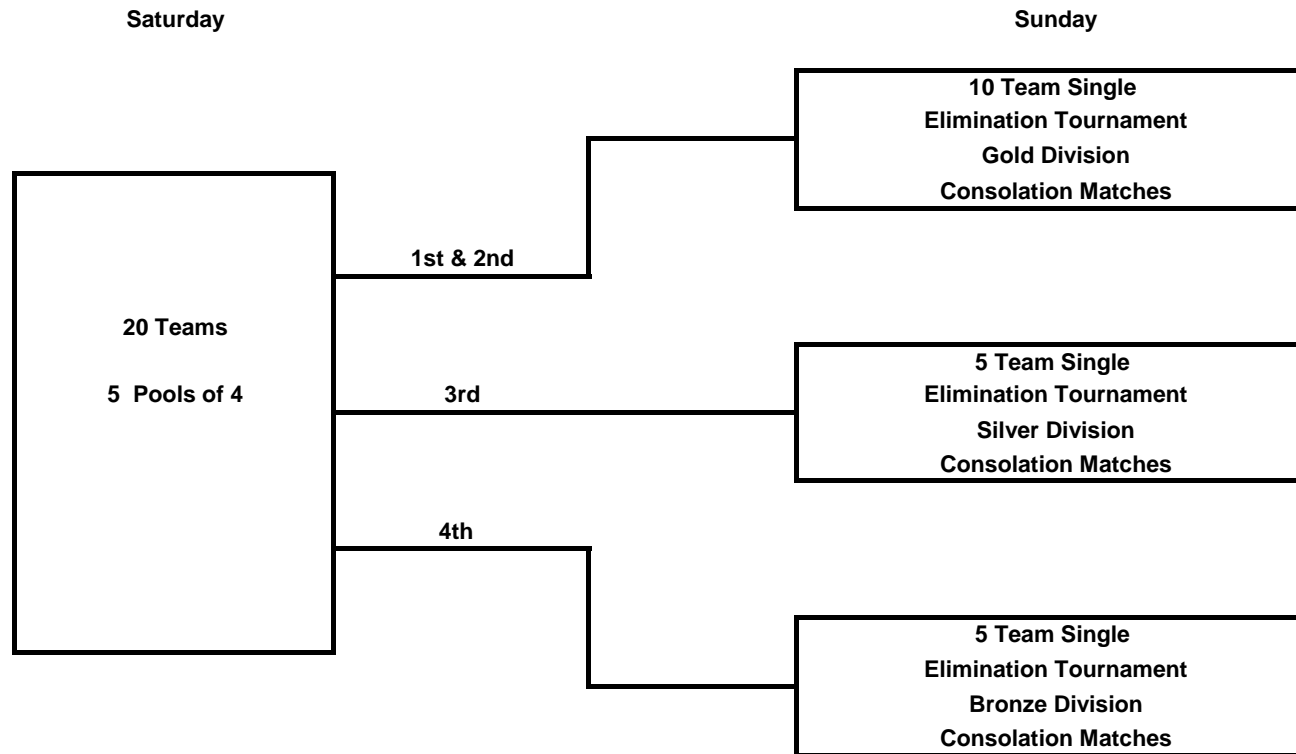 Saturday
Sunday
10 Team Single
Elimination Tournament
Gold Division
Consolation Matches
1st & 2nd
20 Teams
5 Pools of 4
3rd
5 Team Single
Elimination Tournament
Silver Division
Consolation Matches
4th
5 Team Single
Elimination Tournament
Bronze Division
Consolation Matches